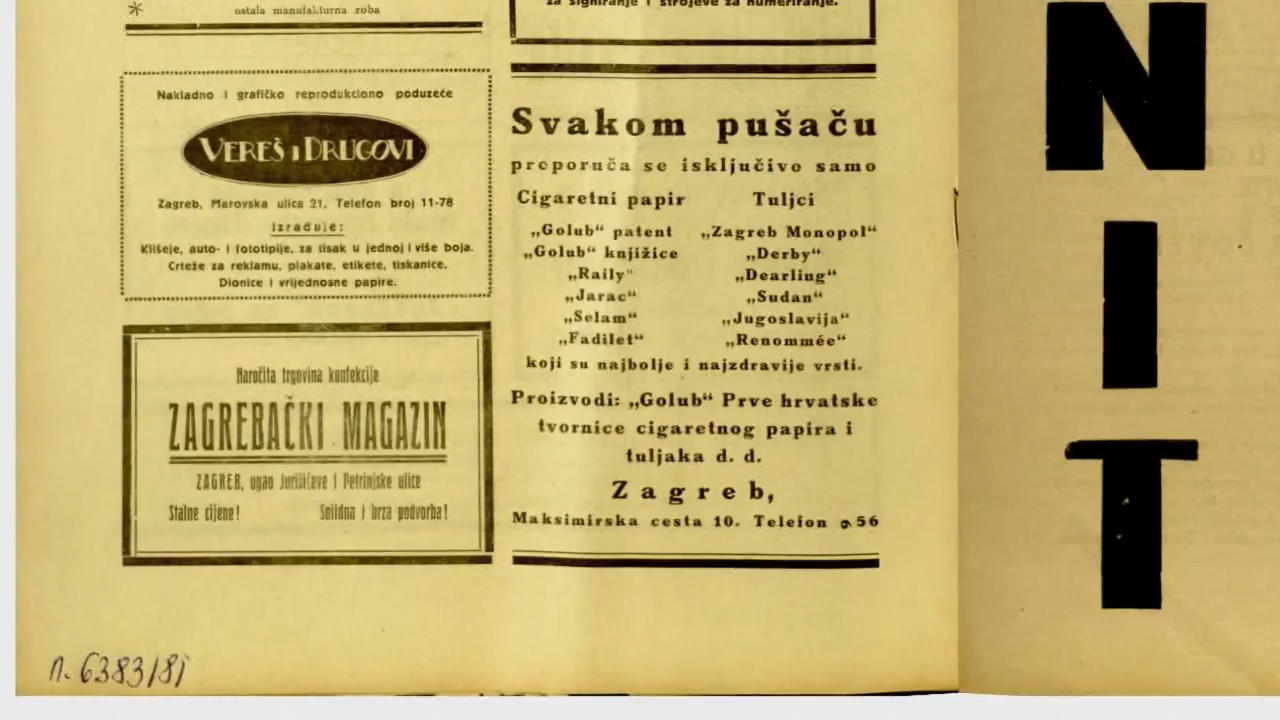 ostala manufakturna roba
Nakladno i grafičko reprodukciono poduzeće
VEREŠ i DRUGOVI
Zagreb, Marovska ulica 21, Telefon broj 11-78
Izraduje:
Klišeje, auto- i fototipije, za tisak u jednoj i više boja.
Crteže za reklamu, plakate, etikete, tiskanice.
Dionice i vrijednosne papire.
Naročita trgovina konfekcije
ZAGREBAČKI MAGAZIN
ZAGREB, ugao Jurišićeve i Petrinjske ulice
Stalne cijene! Solidna i brza podvorba!
za signiranje i strojeve za numeriranje.
Svakom pušaču
preporuča se isključivo samo
Cigaretni papir Tuljci
„Golub“ patent „Zagreb Monopol“
„Golub“ knjižice „Derby“
„Raily“ „Dearling“
„Jarac“ „Sudan“
„Selam“ „Jugoslavija“
„Fadilet“ „Renommée“
koji su najbolje i najzdravije vrsti.
Proizvodi: „Golub“ Prve hrvatske
tvornice cigaretnog papira i
tuljaka d. d.
Zagreb,
Maksimirska cesta 10. Telefon 9 56
N
I
T
П. 6383/81